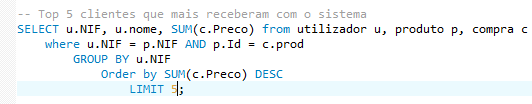 -- Top 5 clientes que mais receberam com o sistema
SELECT u.NIF, u.nome, SUM(c.Preco) from utilizador u, produto p, compra c
where u.NIF = p.NIF AND p.Id = c.prod
GROUP BY u.NIF
Order by SUM(c.Preco) DESC
LIMIT 5;